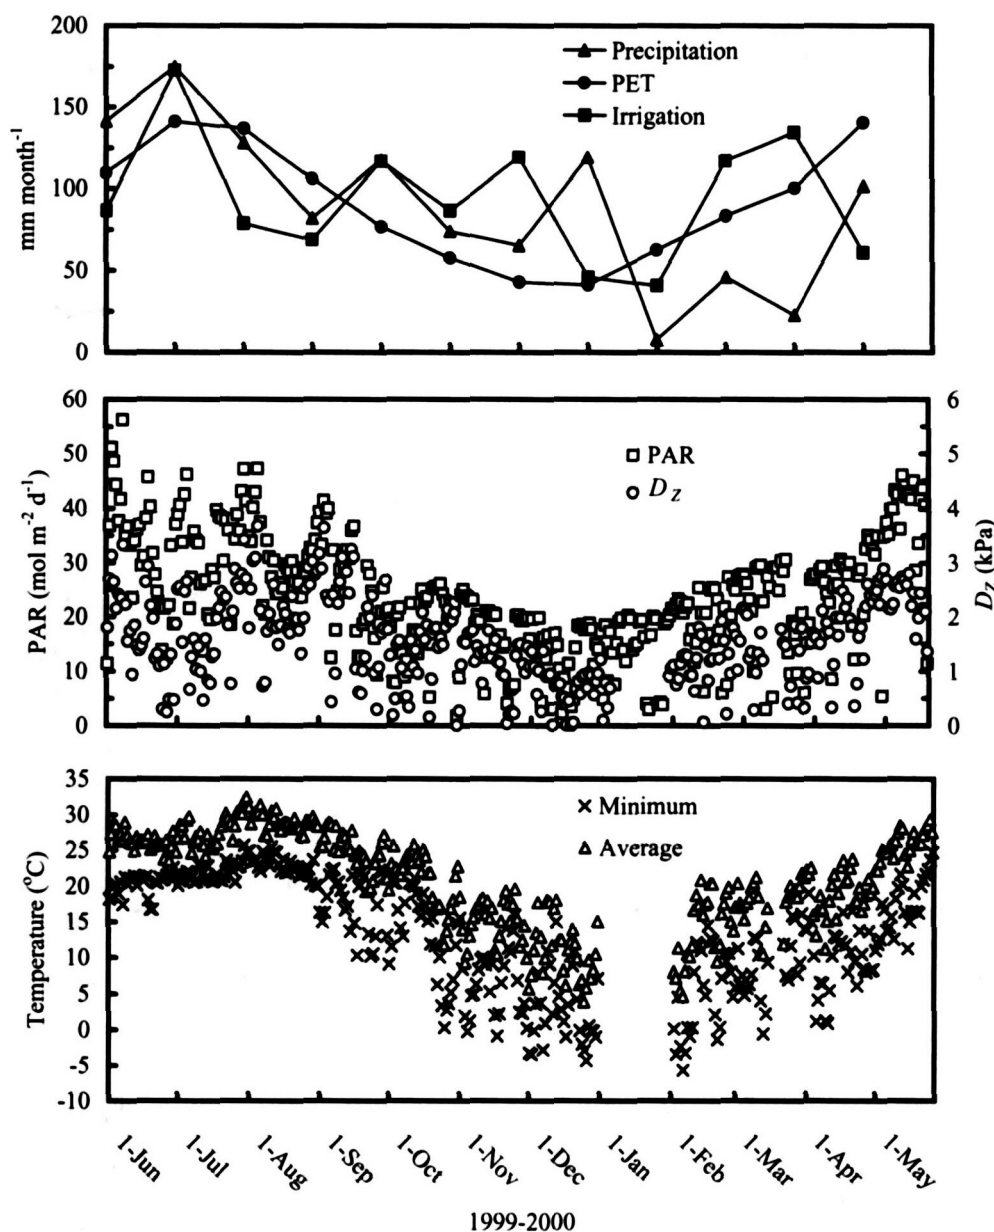 200
150
100
50
0
mm month⁻¹
Precipitation
PET
Irrigation
60
50
40
30
20
10
0
PAR (mol m⁻² d⁻¹)
PAR
D_Z
6
5
4
3
2
1
0
D_Z (kPa)
35
30
25
20
15
10
5
0
-5
-10
Temperature (°C)
Minimum
Average
1-Jun
1-Jul
1-Aug
1-Sep
1-Oct
1-Nov
1-Dec
1-Jan
1-Feb
1-Mar
1-Apr
1-May
1999-2000